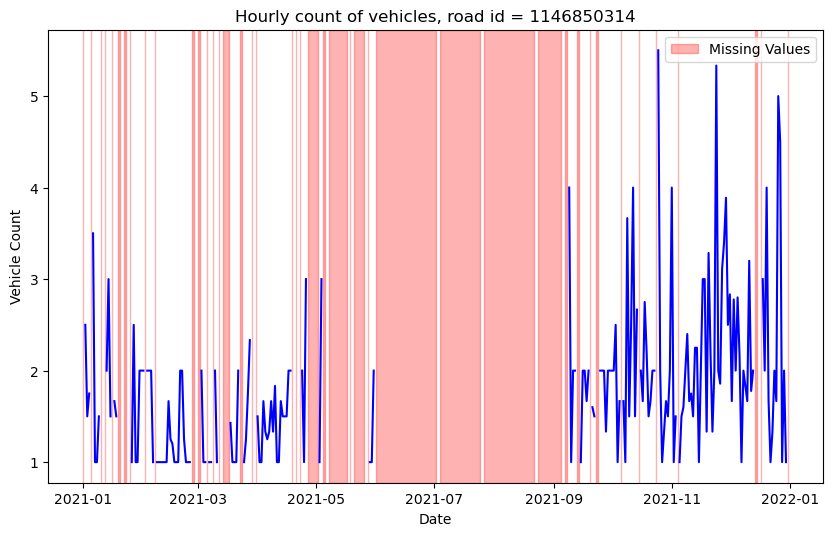 Hourly count of vehicles, road id = 1146850314
Missing Values
Vehicle Count
5
4
3
2
1
2021-01 2021-03 2021-05 2021-07 2021-09 2021-11 2022-01
Date